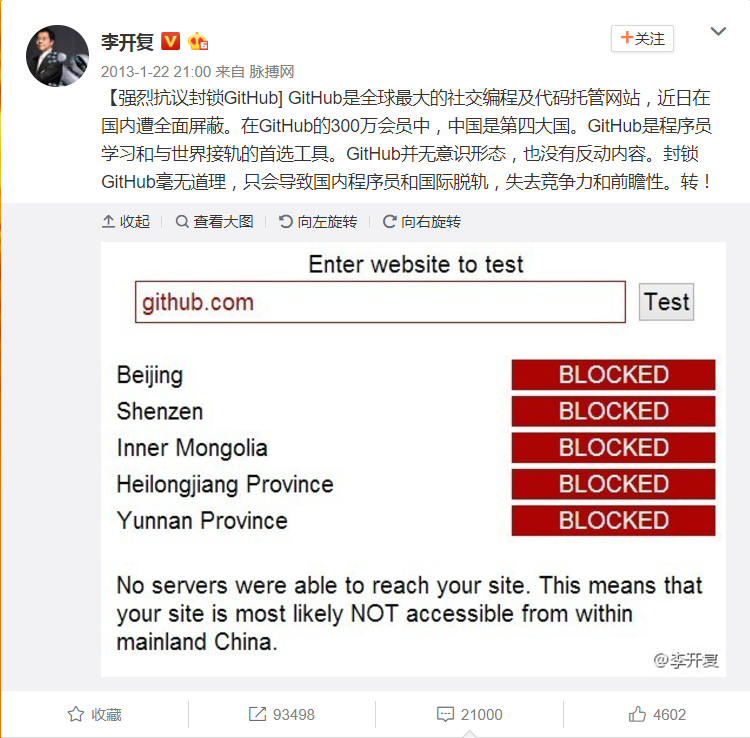 李开复
+关注
2013-1-22 21:00 来自 脉搏网
【强烈抗议封锁GitHub] GitHub是全球最大的社交编程及代码托管网站，近日在
国内遭全面屏蔽。在GitHub的300万会员中，中国是第四大国。GitHub是程序员
学习和与世界接轨的首选工具。GitHub并无意识形态，也没有反动内容。封锁
GitHub毫无道理，只会导致国内程序员和国际脱轨，失去竞争力和前瞻性。转！
收起 查看大图 向左旋转 向右旋转
Enter website to test
github.com Test
Beijing BLOCKED
Shenzen BLOCKED
Inner Mongolia BLOCKED
Heilongjiang Province BLOCKED
Yunnan Province BLOCKED
No servers were able to reach your site. This means that
your site is most likely NOT accessible from within
mainland China.
@李开复
收藏 93498 21000 4602